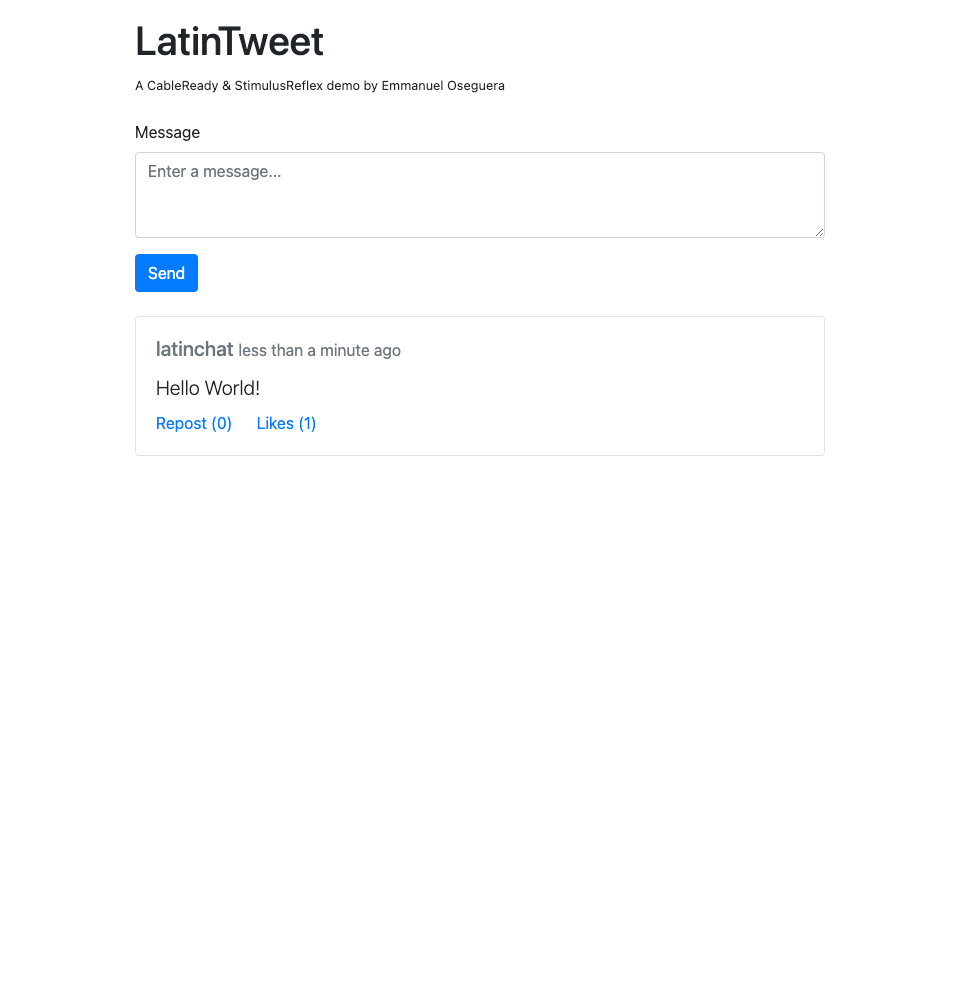 LatinTweet
A CableReady & StimulusReflex demo by Emmanuel Oseguera
Message
Enter a message...
Send
latinchat less than a minute ago
Hello World!
Repost (0) Likes (1)